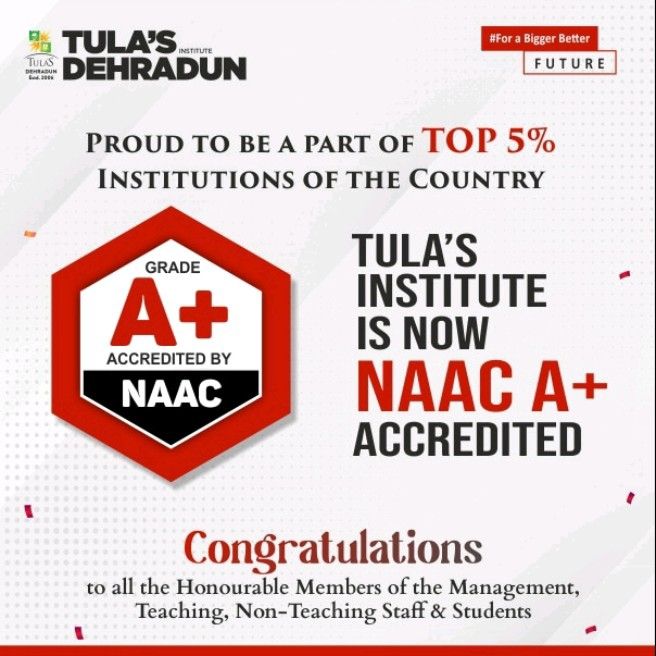 TULA'S INSTITUTE
DEHRADUN
TULA'S
DEHRADUN
Estd. 2006
#For a Bigger Better
FUTURE
PROUD TO BE A PART OF TOP 5%
INSTITUTIONS OF THE COUNTRY
GRADE
A+
ACCREDITED BY
NAAC
TULA'S
INSTITUTE
IS NOW
NAAC A+
ACCREDITED
Congratulations
to all the Honourable Members of the Management,
Teaching, Non-Teaching Staff & Students